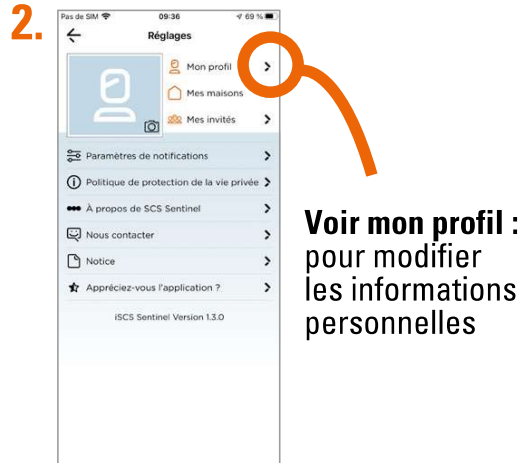 2.
Pas de SIM 09:36 69 %
Réglages
Mon profil
Mes maisons
Mes invités
Paramètres de notifications
Politique de protection de la vie privée
À propos de SCS Sentinel
Nous contacter
Notice
Appréciez-vous l'application ?
iSCS Sentinel Version 1.3.0
Voir mon profil :
pour modifier
les informations
personnelles